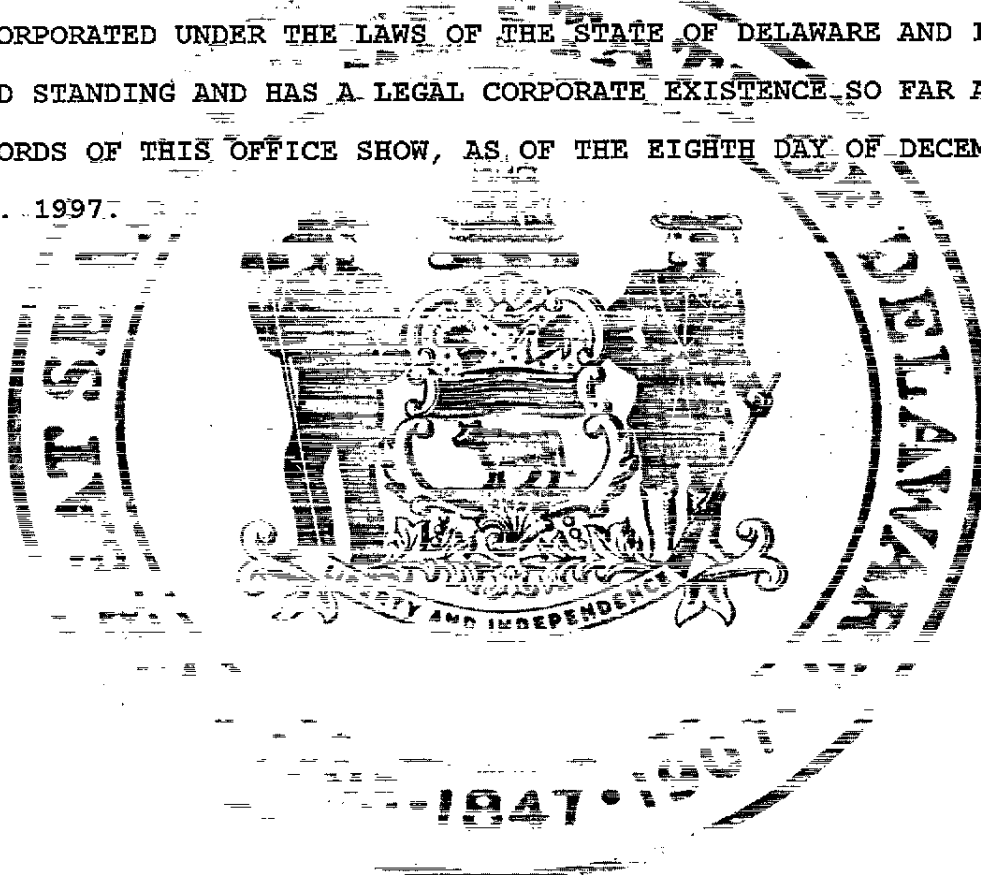 ORPORATED UNDER THE LAWS OF THE STATE OF DELAWARE AND
D STANDING AND HAS A LEGAL CORPORATE EXISTENCE SO FAR A
ORDS OF THIS OFFICE SHOW, AS OF THE EIGHTH DAY OF DECEM
. 1997.
DELAWAR
AND INDEPENDENCE
1847 •